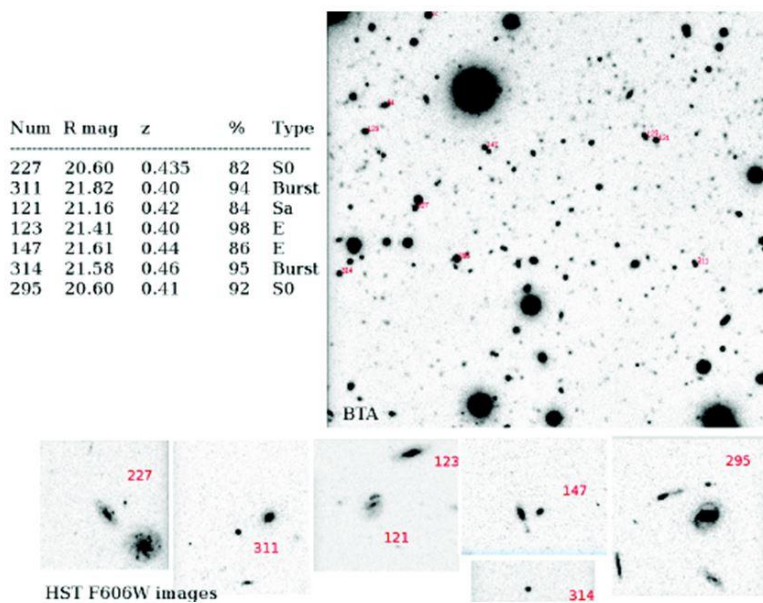 Num R mag z % Type
227 20.60 0.435 82 S0
311 21.82 0.40 94 Burst
121 21.16 0.42 84 Sa
123 21.41 0.40 98 E
147 21.61 0.44 86 E
314 21.58 0.46 95 Burst
295 20.60 0.41 92 S0
BTA
227
311
123
121
147
314
295
HST F606W images